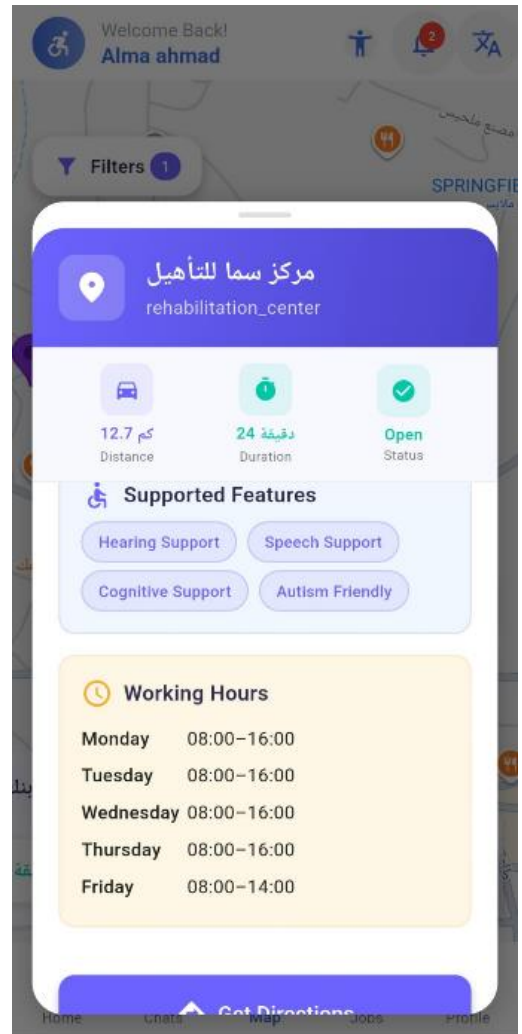 Welcome Back!
Alma ahmad
2
Filters 1
مصنع ملحيس
SPRINGFIE
ملابس
مركز سما للتأهيل
rehabilitation_center
12.7 كم
Distance
24 دقيقة
Duration
Open
Status
Supported Features
Hearing Support
Speech Support
Cognitive Support
Autism Friendly
Working Hours
Monday 08:00–16:00
Tuesday 08:00–16:00
Wednesday 08:00–16:00
Thursday 08:00–16:00
Friday 08:00–14:00
Get Directions
Home Chats Map Jobs Profile